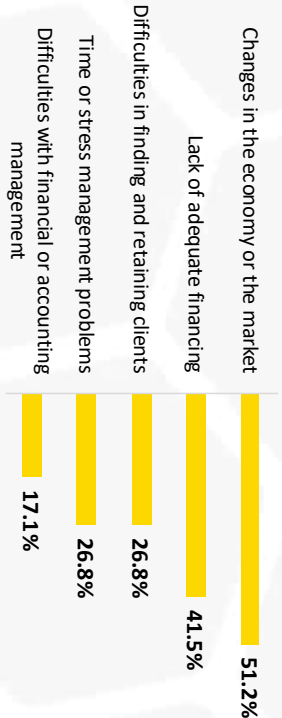 Changes in the economy or the market
51.2%
Lack of adequate financing
41.5%
Difficulties in finding and retaining clients
26.8%
Time or stress management problems
26.8%
Difficulties with financial or accounting
management
17.1%